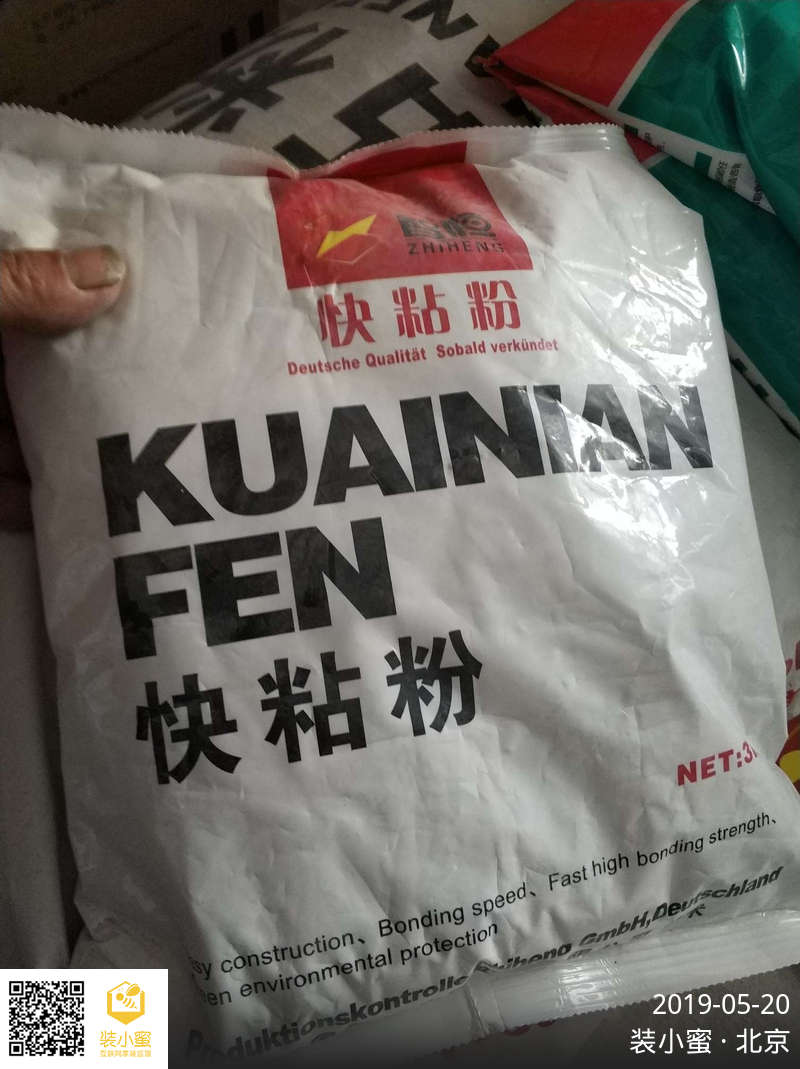 ZHIHENG
快粘粉
Deutsche Qualität Sobald verkündet
KUAINIAN
FEN
快粘粉
NET:3
sy construction、Bonding speed、Fast high bonding strength、
en environmental protection
Produktionskontrolle Zhiheng GmbH,Deutschland
装小蜜
2019-05-20
装小蜜·北京